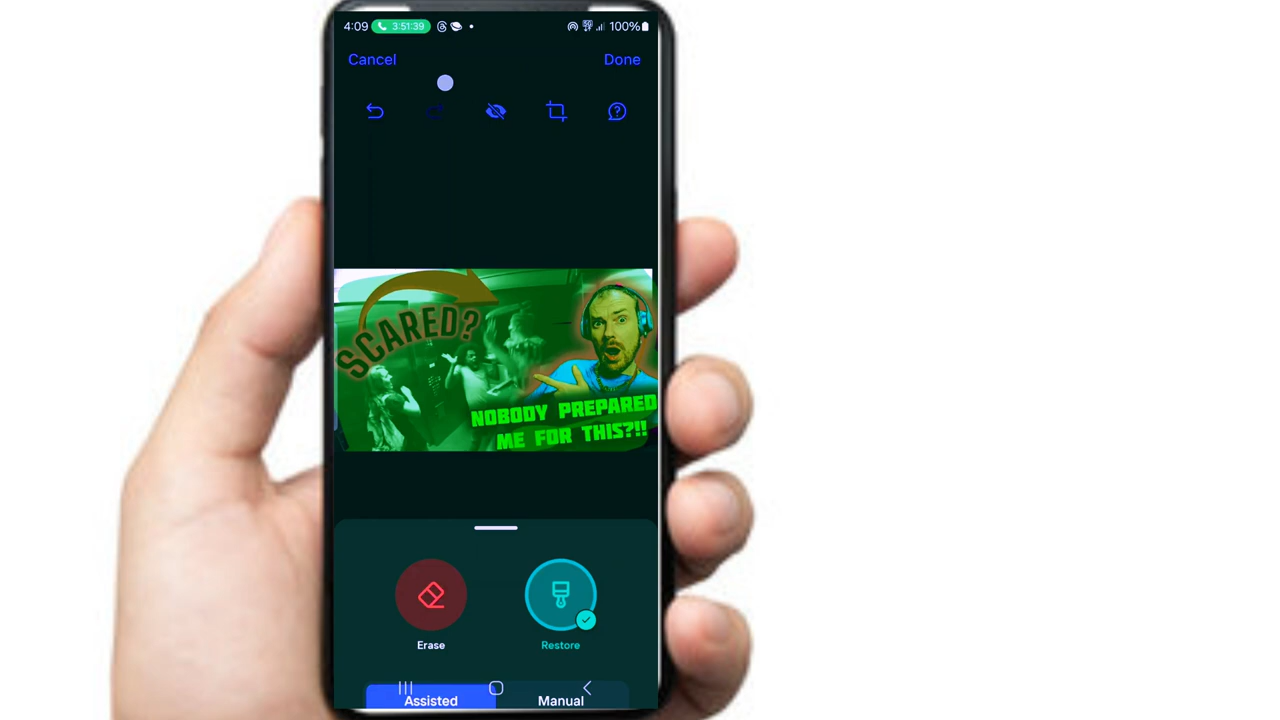 4:09 3:51:39 100%
Cancel Done
SCARED?
NOBODY PREPARED
ME FOR THIS?!!
Erase Restore
Assisted Manual